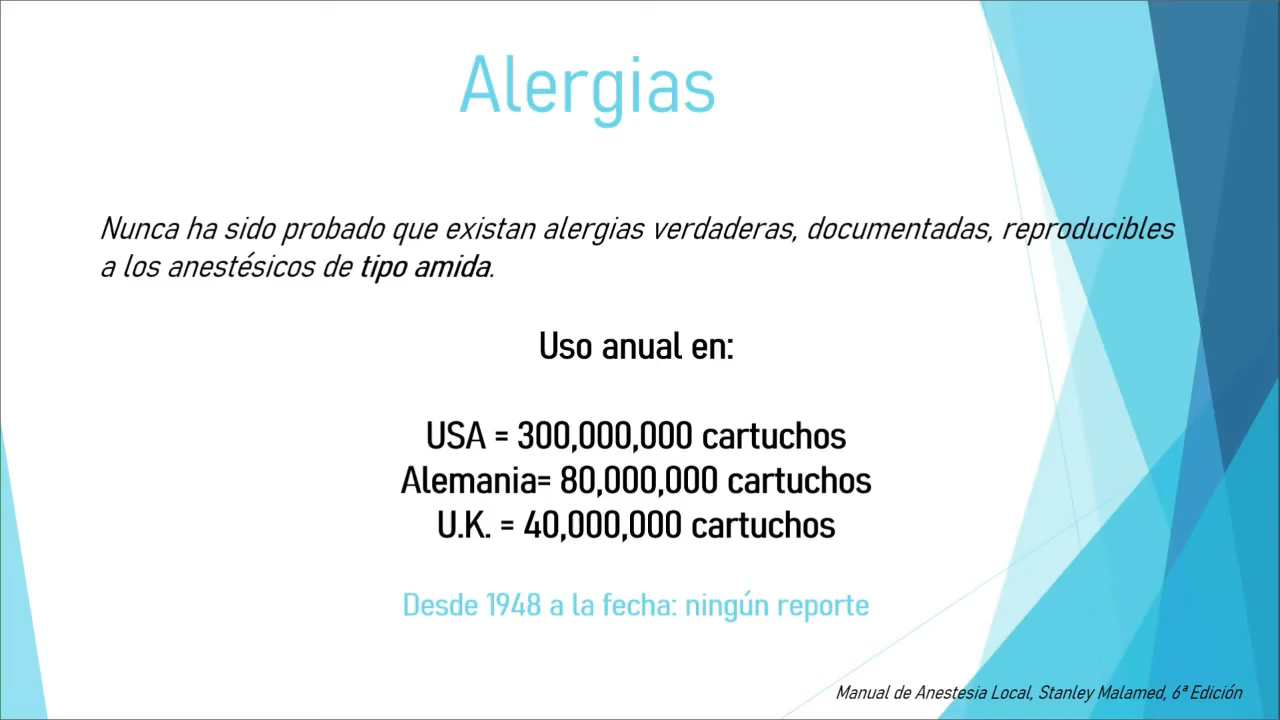 Alergias
Nunca ha sido probado que existan alergias verdaderas, documentadas, reproducibles
a los anestésicos de tipo amida.
Uso anual en:
USA = 300,000,000 cartuchos
Alemania= 80,000,000 cartuchos
U.K. = 40,000,000 cartuchos
Desde 1948 a la fecha: ningún reporte
Manual de Anestesia Local, Stanley Malamed, 6ª Edición